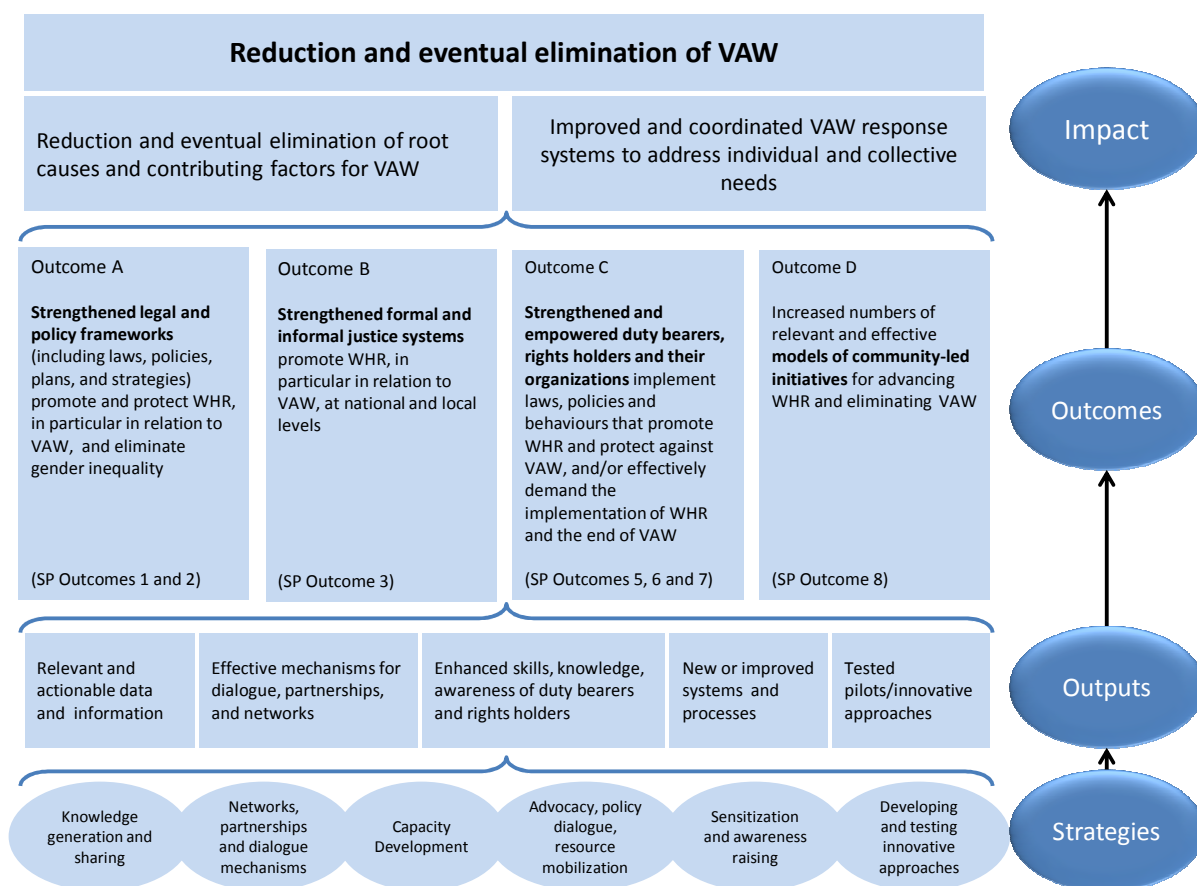 Reduction and eventual elimination of VAW
Reduction and eventual elimination of root
causes and contributing factors for VAW
Improved and coordinated VAW response
systems to address individual and collective
needs
Impact
Outcome A
Strengthened legal and
policy frameworks
(including laws, policies,
plans, and strategies)
promote and protect WHR,
in particular in relation to
VAW, and eliminate
gender inequality
(SP Outcomes 1 and 2)
Outcome B
Strengthened formal and
informal justice systems
promote WHR, in
particular in relation to
VAW, at national and local
levels
(SP Outcome 3)
Outcome C
Strengthened and
empowered duty bearers,
rights holders and their
organizations implement
laws, policies and
behaviours that promote
WHR and protect against
VAW, and/or effectively
demand the
implementation of WHR
and the end of VAW
(SP Outcomes 5, 6 and 7)
Outcome D
Increased numbers of
relevant and effective
models of community-led
initiatives for advancing
WHR and eliminating VAW
(SP Outcome 8)
Outcomes
Relevant and
actionable data
and information
Effective mechanisms for
dialogue, partnerships,
and networks
Enhanced skills, knowledge,
awareness of duty bearers
and rights holders
New or improved
systems and
processes
Tested
pilots/innovative
approaches
Outputs
Knowledge
generation and
sharing
Networks,
partnerships
and dialogue
mechanisms
Capacity
Development
Advocacy, policy
dialogue,
resource
mobilization
Sensitization
and awareness
raising
Developing
and testing
innovative
approaches
Strategies